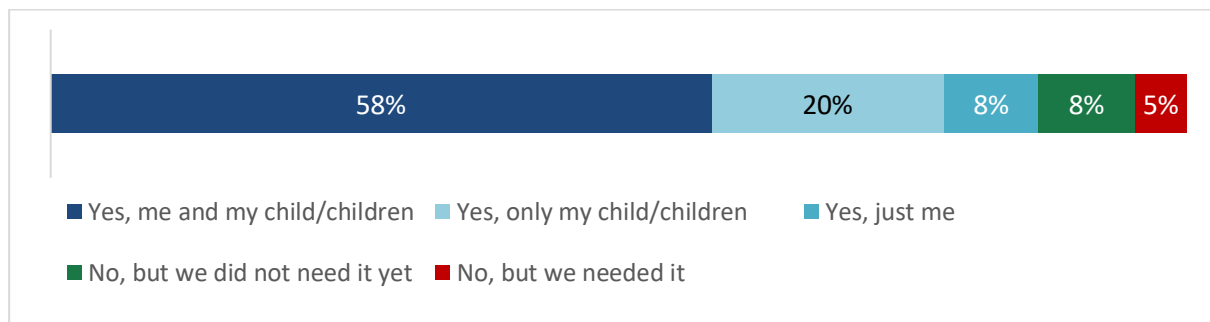 58% 20% 8% 8% 5%
Yes, me and my child/children Yes, only my child/children Yes, just me
No, but we did not need it yet No, but we needed it